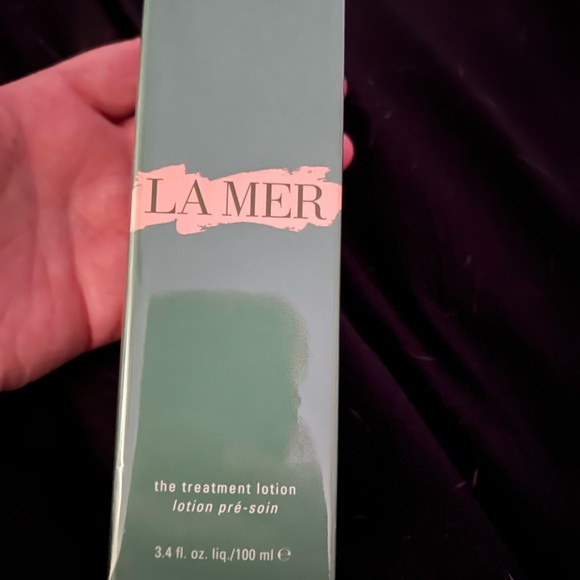 LA MER
the treatment lotion
lotion pré-soin
3.4 fl. oz. liq./100 ml ℮